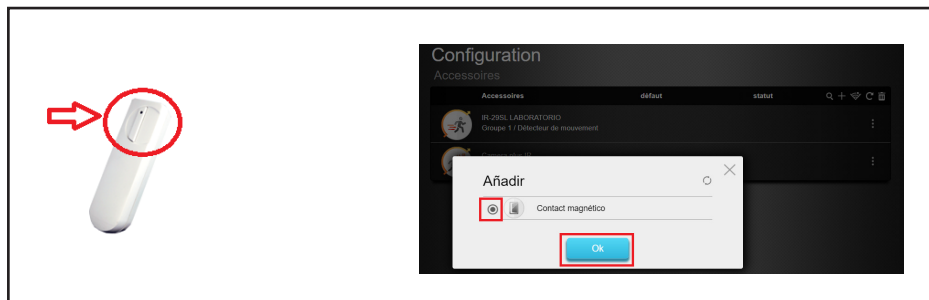 Configuration
Accessoires
Accessoires défaut statut
IR-29SL LABORATORIO
Groupe 1 / Détecteur de mouvement
Añadir
Contact magnético
Ok